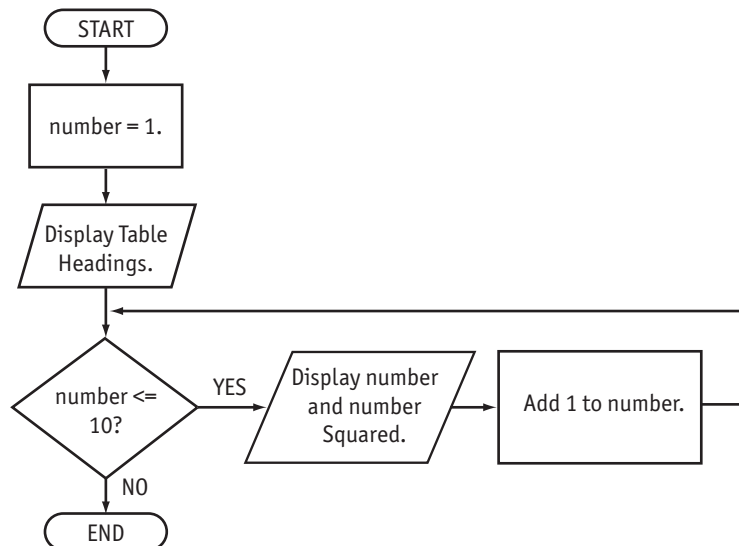 START
number = 1.
Display Table
Headings.
number <=
10?
YES
Display number
and number
Squared.
Add 1 to number.
NO
END